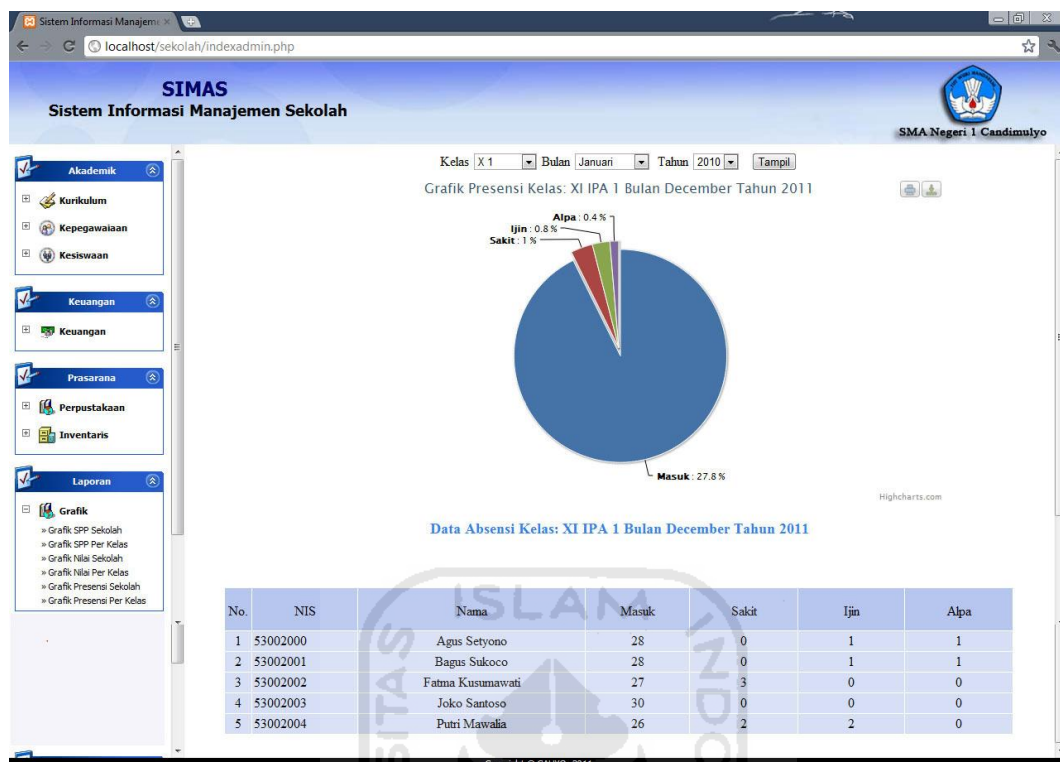 Sistem Informasi Manajeme
localhost/sekolah/indexadmin.php
SIMAS
Sistem Informasi Manajemen Sekolah
SMA Negeri 1 Candimulyo
Akademik
Kurikulum
Kepegawaiaan
Kesiswaan
Keuangan
Keuangan
Prasarana
Perpustakaan
Inventaris
Laporan
Grafik
» Grafik SPP Sekolah
» Grafik SPP Per Kelas
» Grafik Nilai Sekolah
» Grafik Nilai Per Kelas
» Grafik Presensi Sekolah
» Grafik Presensi Per Kelas
Kelas X 1 Bulan Januari Tahun 2010 Tampil
Grafik Presensi Kelas: XI IPA 1 Bulan December Tahun 2011
Alpa : 0.4 %
Ijin : 0.8 %
Sakit : 1 %
Masuk : 27.8 %
Highcharts.com
Data Absensi Kelas: XI IPA 1 Bulan December Tahun 2011
No. NIS Nama Masuk Sakit Ijin Alpa
1 53002000 Agus Setyono 28 0 1 1
2 53002001 Bagus Sukoco 28 0 1 1
3 53002002 Fatma Kusumawati 27 3 0 0
4 53002003 Joko Santoso 30 0 0 0
5 53002004 Putri Mawalia 26 2 2 0
ISLAM